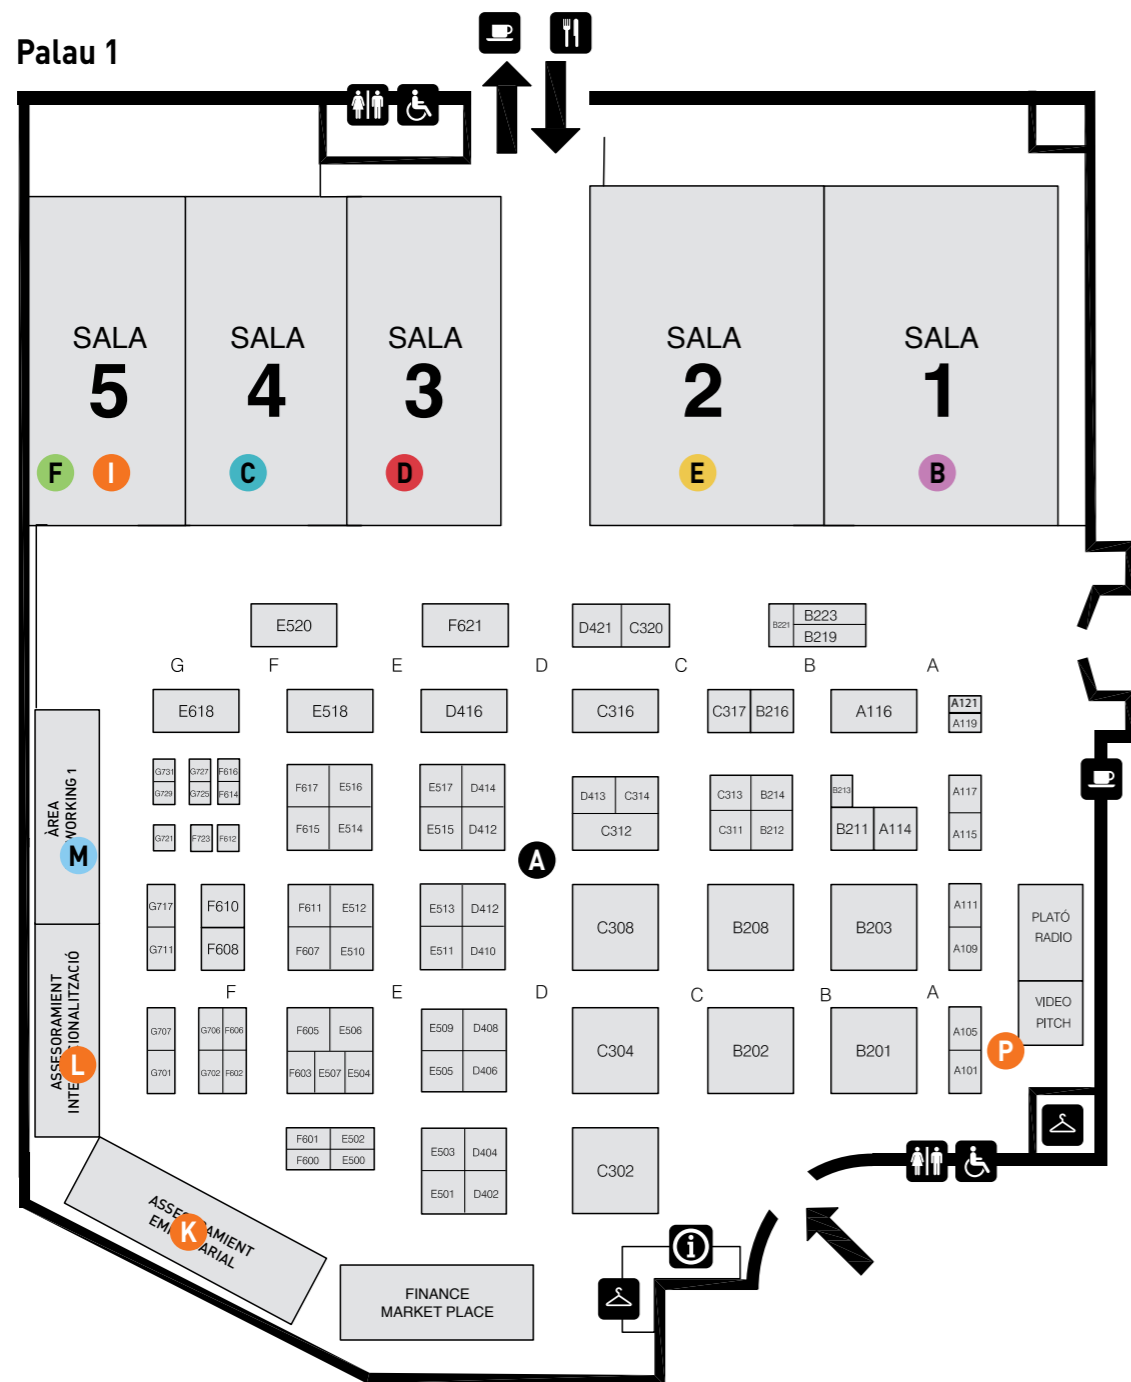 Palau 1
SALA
5
F I
SALA
4
C
SALA
3
D
SALA
2
E
SALA
1
B
E520
F621
D421 C320
B221 B223
B219
G F E D C B A
E618
E518
D416
C316
C317 B216
A116
A121
A119
G731
G729
G727 F616
G725 F614
F617 E516
F615 E514
E517 D414
E515 D412
D413 C314
C312
C313 B214
C311 B212
B213
B211 A114
A117
A115
G721
F723 F612
A
ÀREA
WORKING 1
M
G717
G711
F610
F608
F611 E512
F607 E510
E513 D412
E511 D410
C308
B208
B203
A111
A109
PLATÓ
RADIO
VIDEO
PITCH
F E D C B A
ASSESORAMENT
L
G707
G701
G706 F606
G702 F602
F605 E506
F603 E507 E504
E509 D408
E505 D406
C304
B202
B201
A105
A101
P
F601 E502
F600 E500
E503 D404
E501 D402
C302
K
FINANCE
MARKET PLACE
i